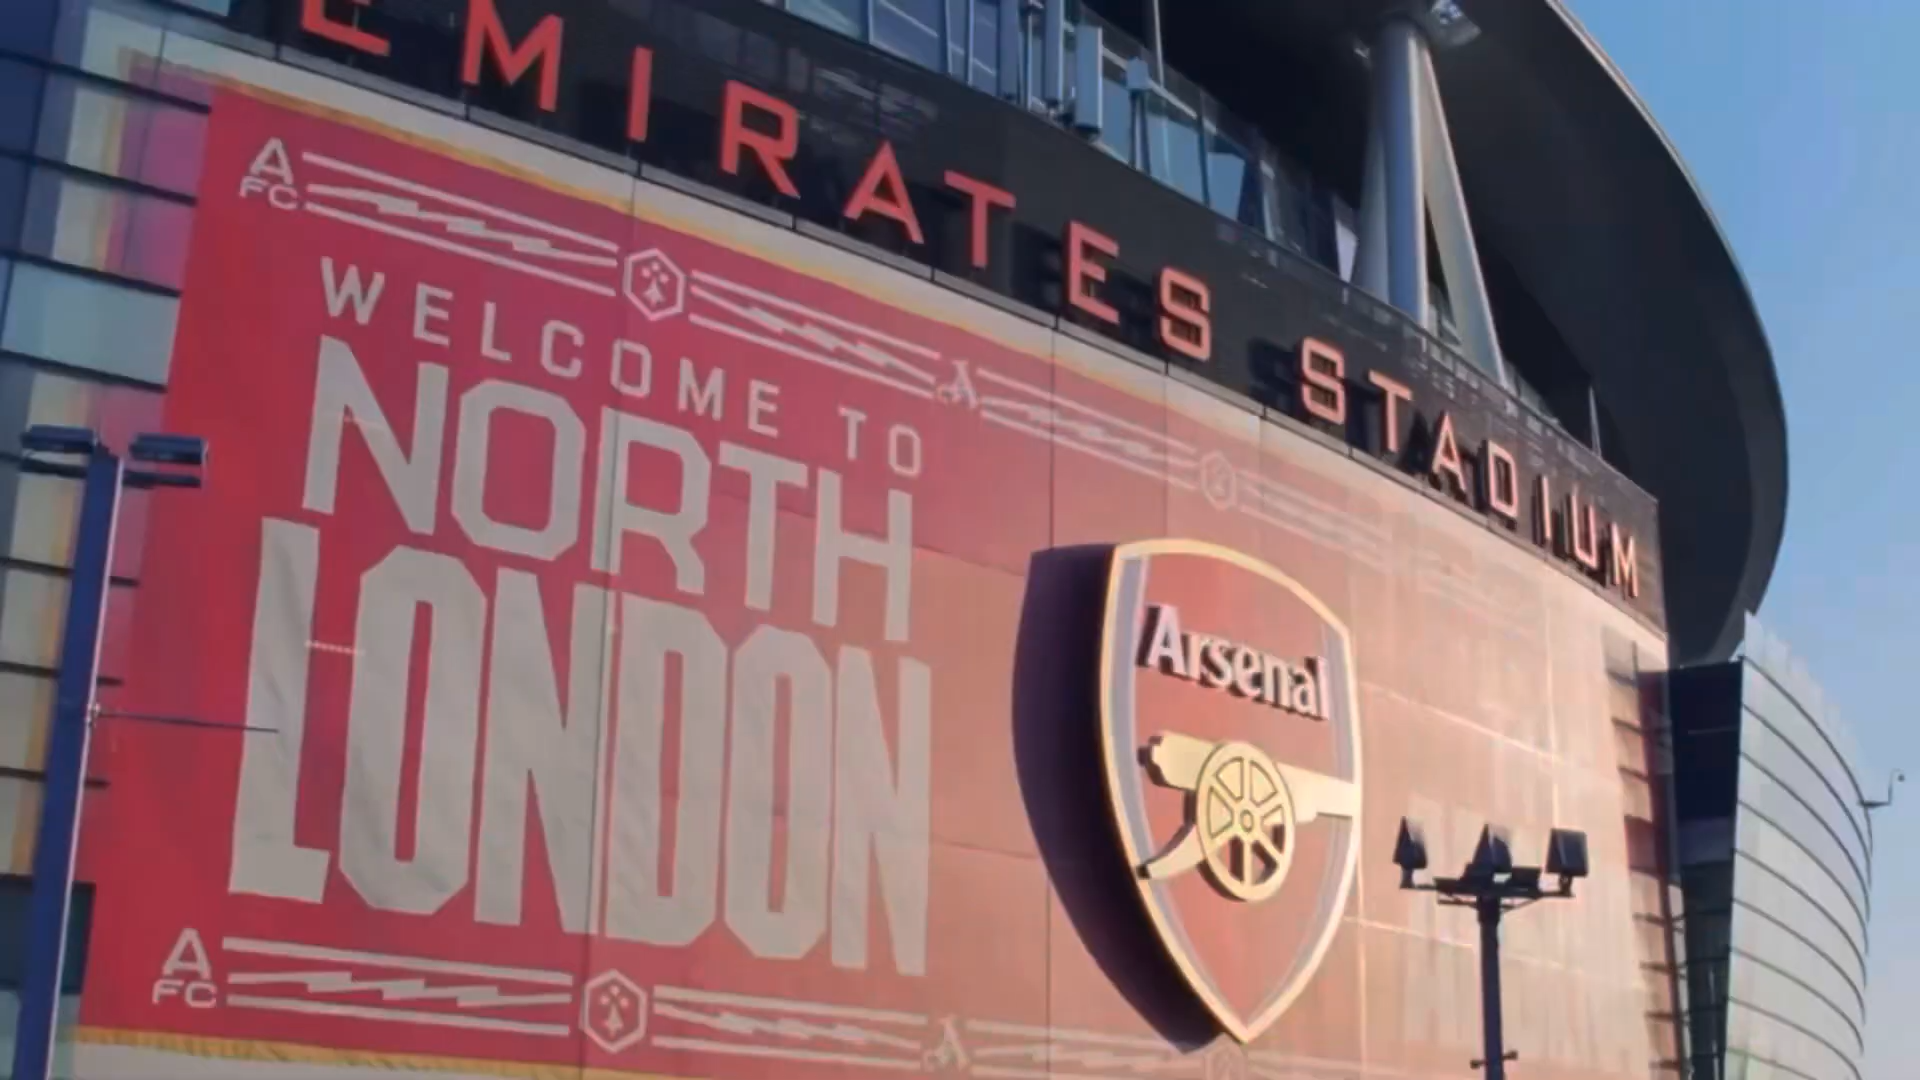 EMIRATES STADIUM
AFC
WELCOME TO
NORTH
LONDON
Arsenal
AFC